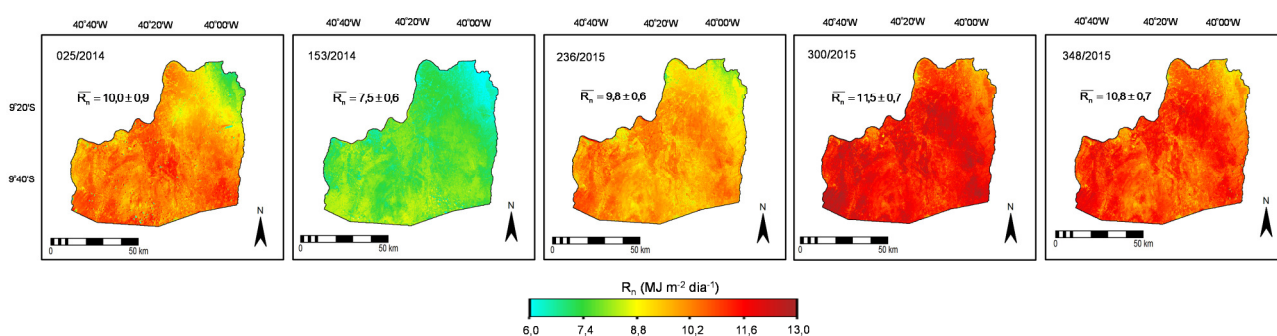 40°40'W 40°20'W 40°00'W 40°40'W 40°20'W 40°00'W 40°40'W 40°20'W 40°00'W 40°40'W 40°20'W 40°00'W 40°40'W 40°20'W 40°00'W
025/2014 153/2014 236/2015 300/2015 348/2015
Rn = 10,0 ± 0,9 Rn = 7,5 ± 0,6 Rn = 9,8 ± 0,6 Rn = 11,5 ± 0,7 Rn = 10,8 ± 0,7
9°20'S
9°40'S
N N N N N
0 50 km 0 50 km 0 50 km 0 50 km 0 50 km
Rn (MJ m-2 dia-1)
6,0 7,4 8,8 10,2 11,6 13,0